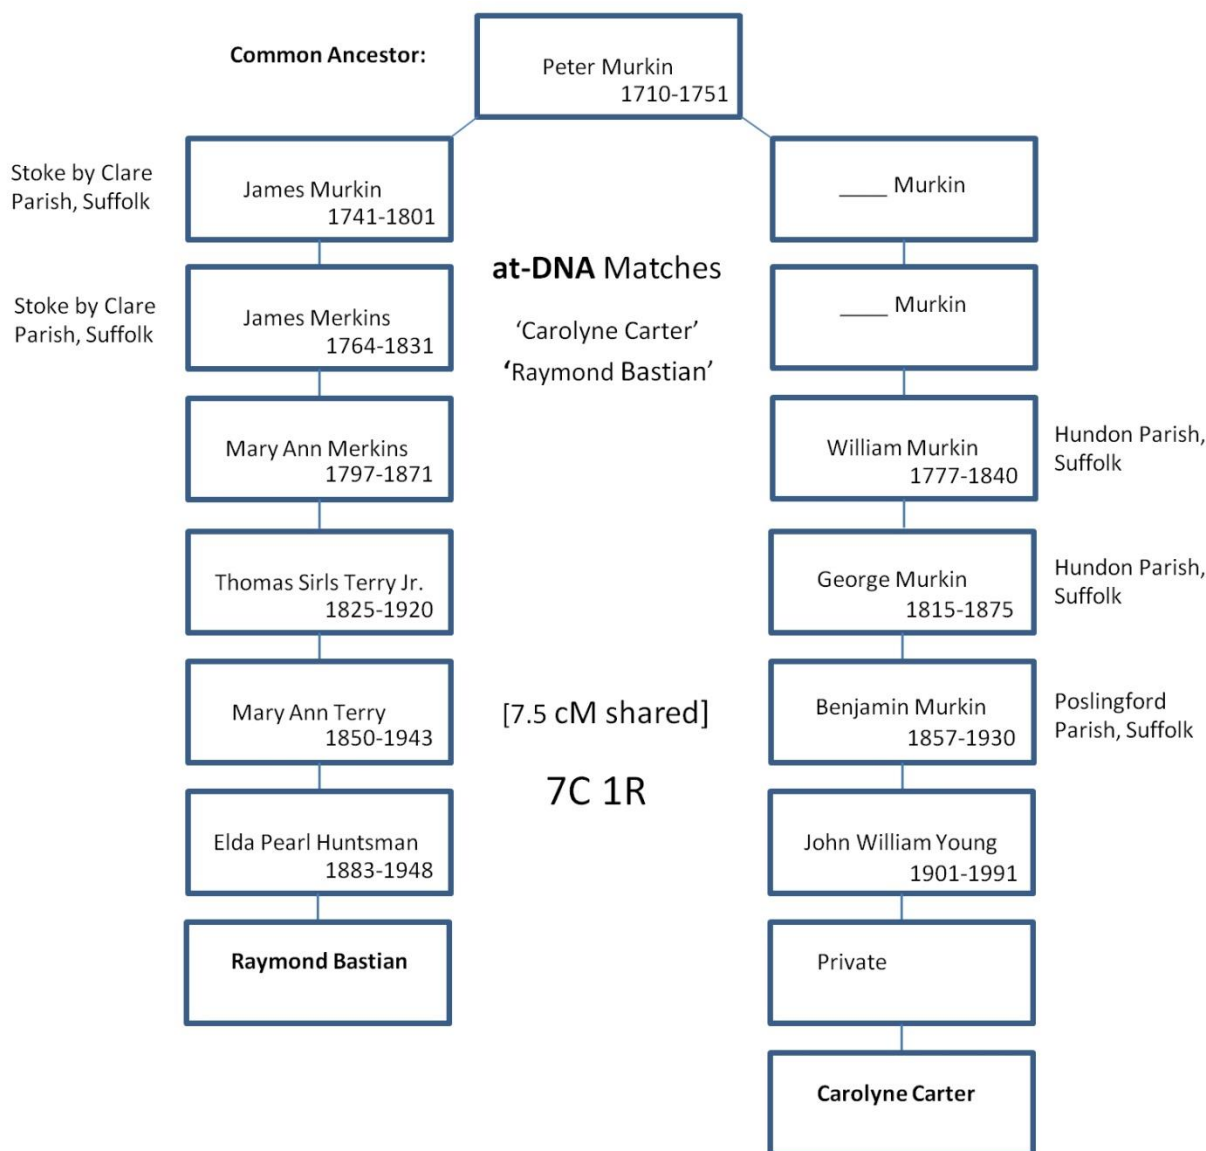 Common Ancestor:
Peter Murkin
1710-1751
Stoke by Clare
Parish, Suffolk
James Murkin
1741-1801
____ Murkin
at-DNA Matches
'Carolyne Carter'
'Raymond Bastian'
Stoke by Clare
Parish, Suffolk
James Merkins
1764-1831
____ Murkin
Mary Ann Merkins
1797-1871
William Murkin
1777-1840
Hundon Parish,
Suffolk
Thomas Sirls Terry Jr.
1825-1920
George Murkin
1815-1875
Hundon Parish,
Suffolk
Mary Ann Terry
1850-1943
[7.5 cM shared]
7C 1R
Benjamin Murkin
1857-1930
Poslingford
Parish, Suffolk
Elda Pearl Huntsman
1883-1948
John William Young
1901-1991
Raymond Bastian
Private
Carolyne Carter